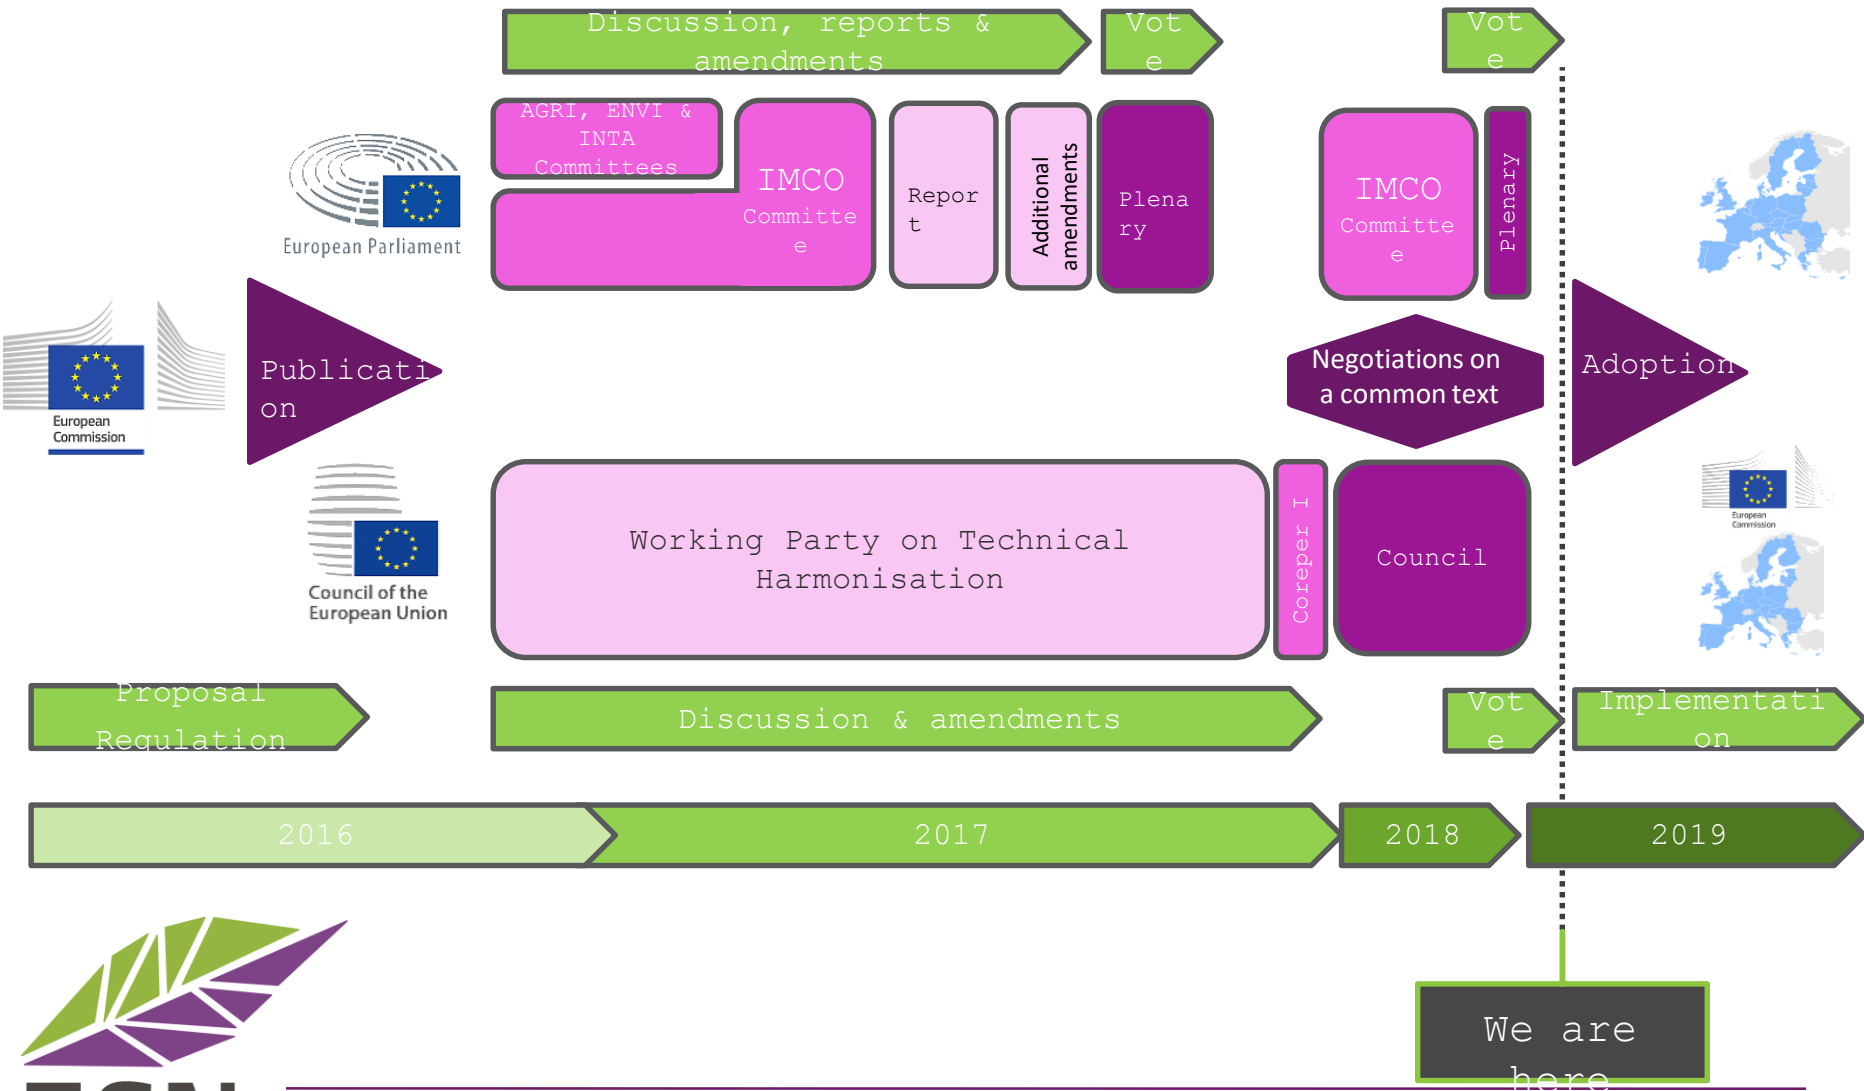 Discussion, reports &
amendments
Vot
e
Vot
e
AGRI, ENVI &
INTA
Committees
IMCO
Committe
e
Repor
t
Additional
amendments
Plena
ry
IMCO
Committe
e
Plenary
European Parliament
European
Commission
Publicati
on
Negotiations on
a common text
Adoption
Council of the
European Union
Working Party on Technical
Harmonisation
Coreper I
Council
European
Commission
Proposal
Regulation
Discussion & amendments
Vot
e
Implementati
on
2016
2017
2018
2019
We are
here
ECN